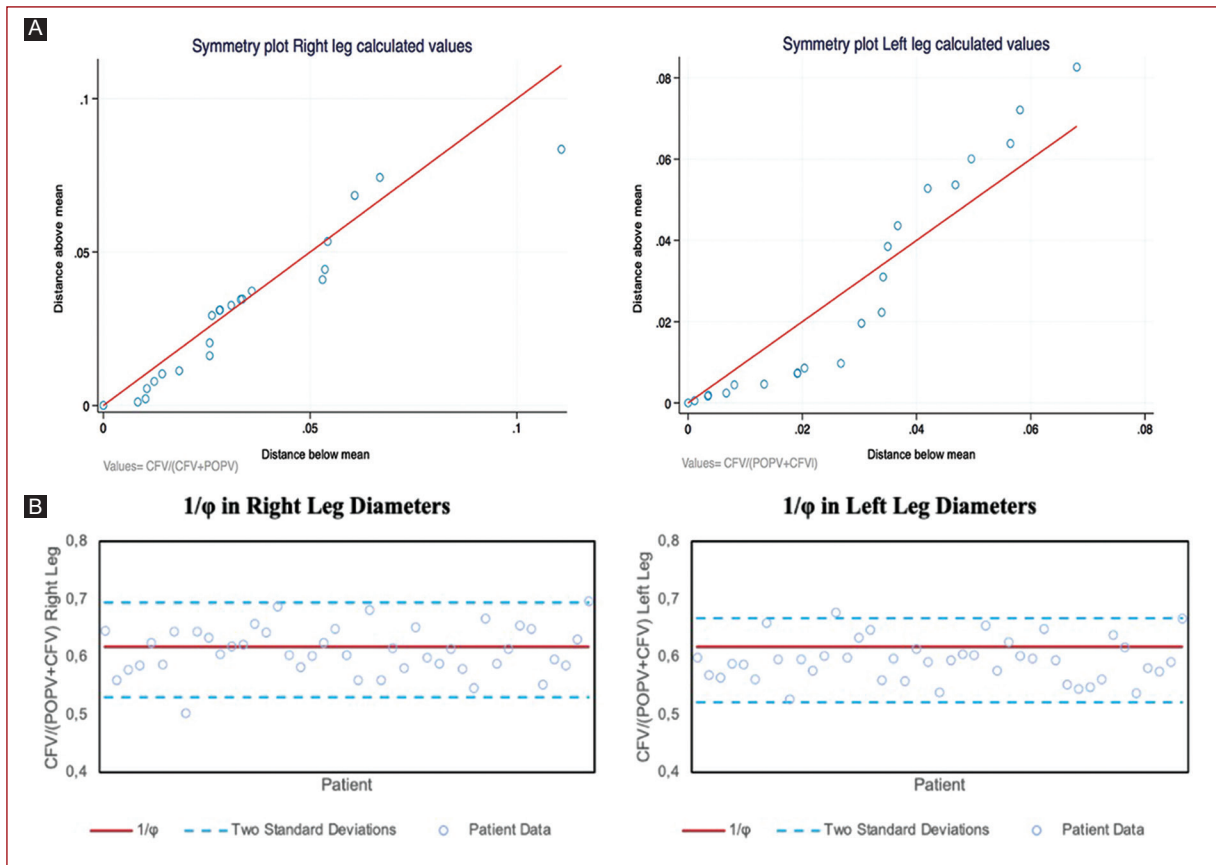 A
Symmetry plot Right leg calculated values
Distance above mean
.1
.05
0
0
.05
.1
Distance below mean
Values= CFV/(CFV+POPV)
Symmetry plot Left leg calculated values
Distance above mean
.08
.06
.04
.02
0
0
.02
.04
.06
.08
Distance below mean
Values= CFV/(POPV+CFVI)
B
1/φ in Right Leg Diameters
CFV/(POPV+CFV) Right Leg
0,8
0,7
0,6
0,5
0,4
Patient
1/φ
Two Standard Deviations
Patient Data
1/φ in Left Leg Diameters
CFV/(POPV+CFV) Left Leg
0,8
0,7
0,6
0,5
0,4
Patient
1/φ
Two Standard Deviations
Patient Data